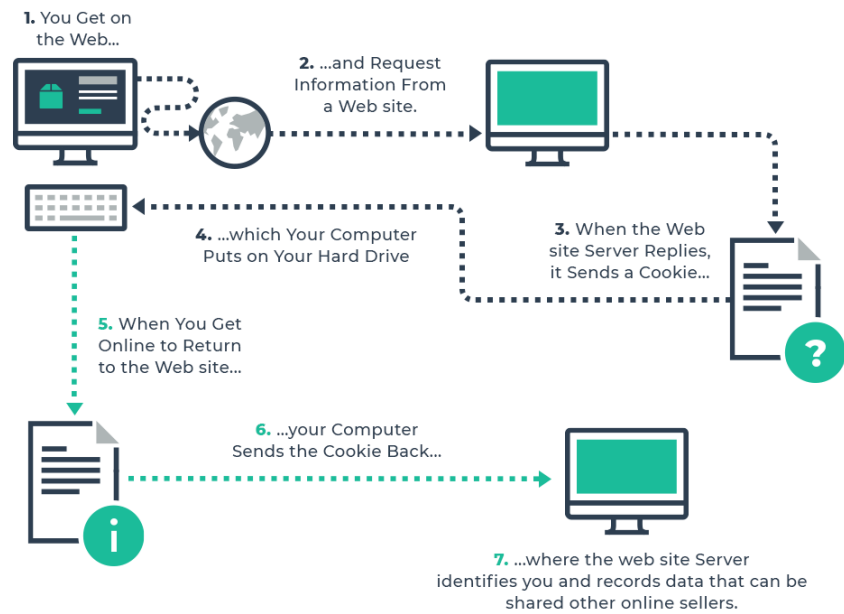 1. You Get on
the Web...
2. ...and Request
Information From
a Web site.
3. When the Web
site Server Replies,
it Sends a Cookie...
4. ...which Your Computer
Puts on Your Hard Drive
5. When You Get
Online to Return
to the Web site...
6. ...your Computer
Sends the Cookie Back...
7. ...where the web site Server
identifies you and records data that can be
shared other online sellers.
?
i